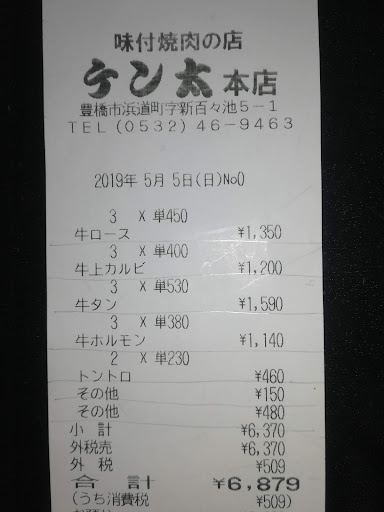 味付焼肉の店
ケン太 本店
豊橋市浜道町字新百々池5-1
TEL(0532)46-9463
2019年 5月 5日(日)No0
3 X 単450
牛ロース ¥1,350
3 X 単400
牛上カルビ ¥1,200
3 X 単530
牛タン ¥1,590
3 X 単380
牛ホルモン ¥1,140
2 X 単230
トントロ ¥460
その他 ¥150
その他 ¥480
小 計 ¥6,370
外税売 ¥6,370
外 税 ¥509
合 計 ¥6,879
(うち消費税 ¥509)